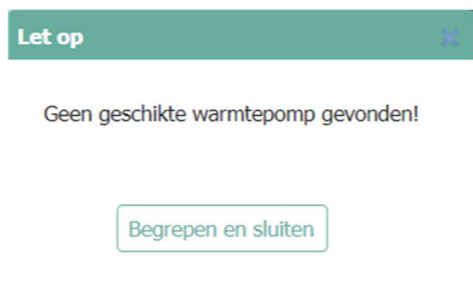 Let op
Geen geschikte warmtepomp gevonden!
Begrepen en sluiten